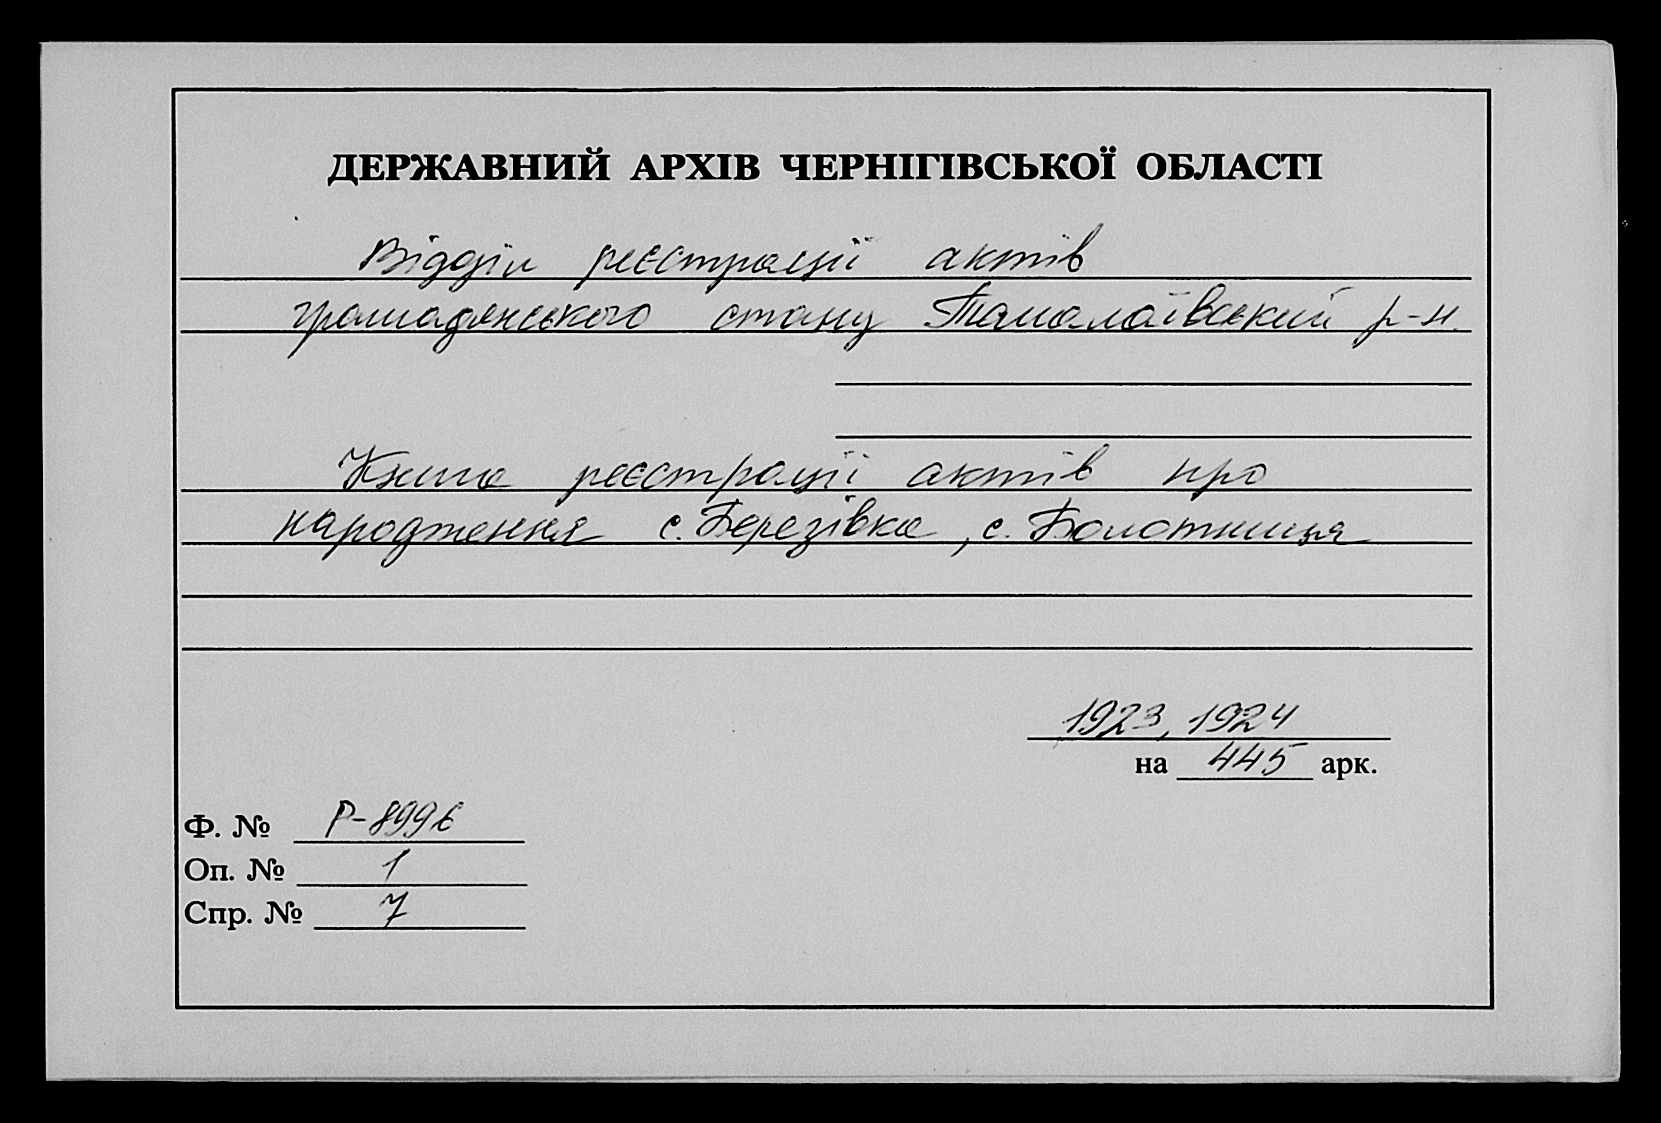 ДЕРЖАВНИЙ АРХІВ ЧЕРНІГІВСЬКОЇ ОБЛАСТІ
Відділ реєстрації актів
громадянського стану Талалаївський р-н.
Книга реєстрації актів про
народження с. Березівка, с. Болотниця
1923, 1924
на 445 арк.
Ф. № Р-8996
Оп. № 1
Спр. № 7